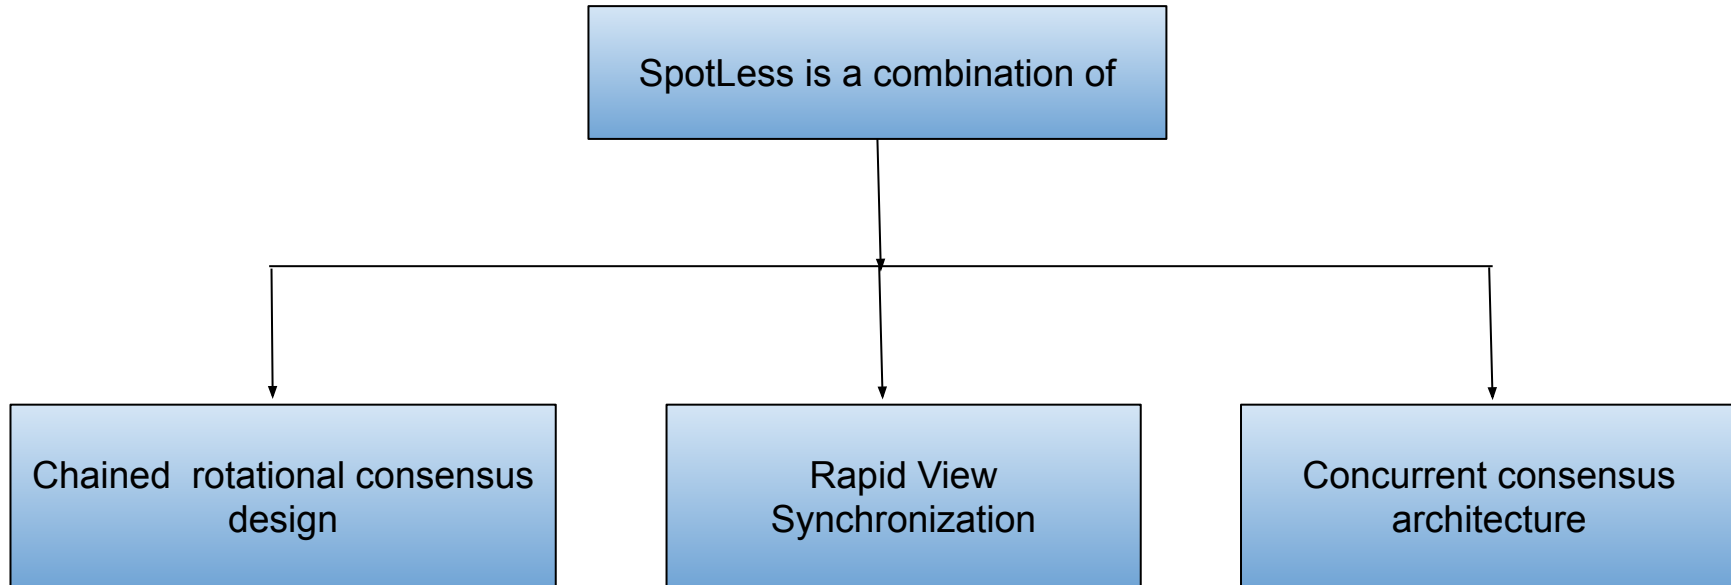 SpotLess is a combination of
Chained  rotational consensus
design
Rapid View
Synchronization
Concurrent consensus
architecture